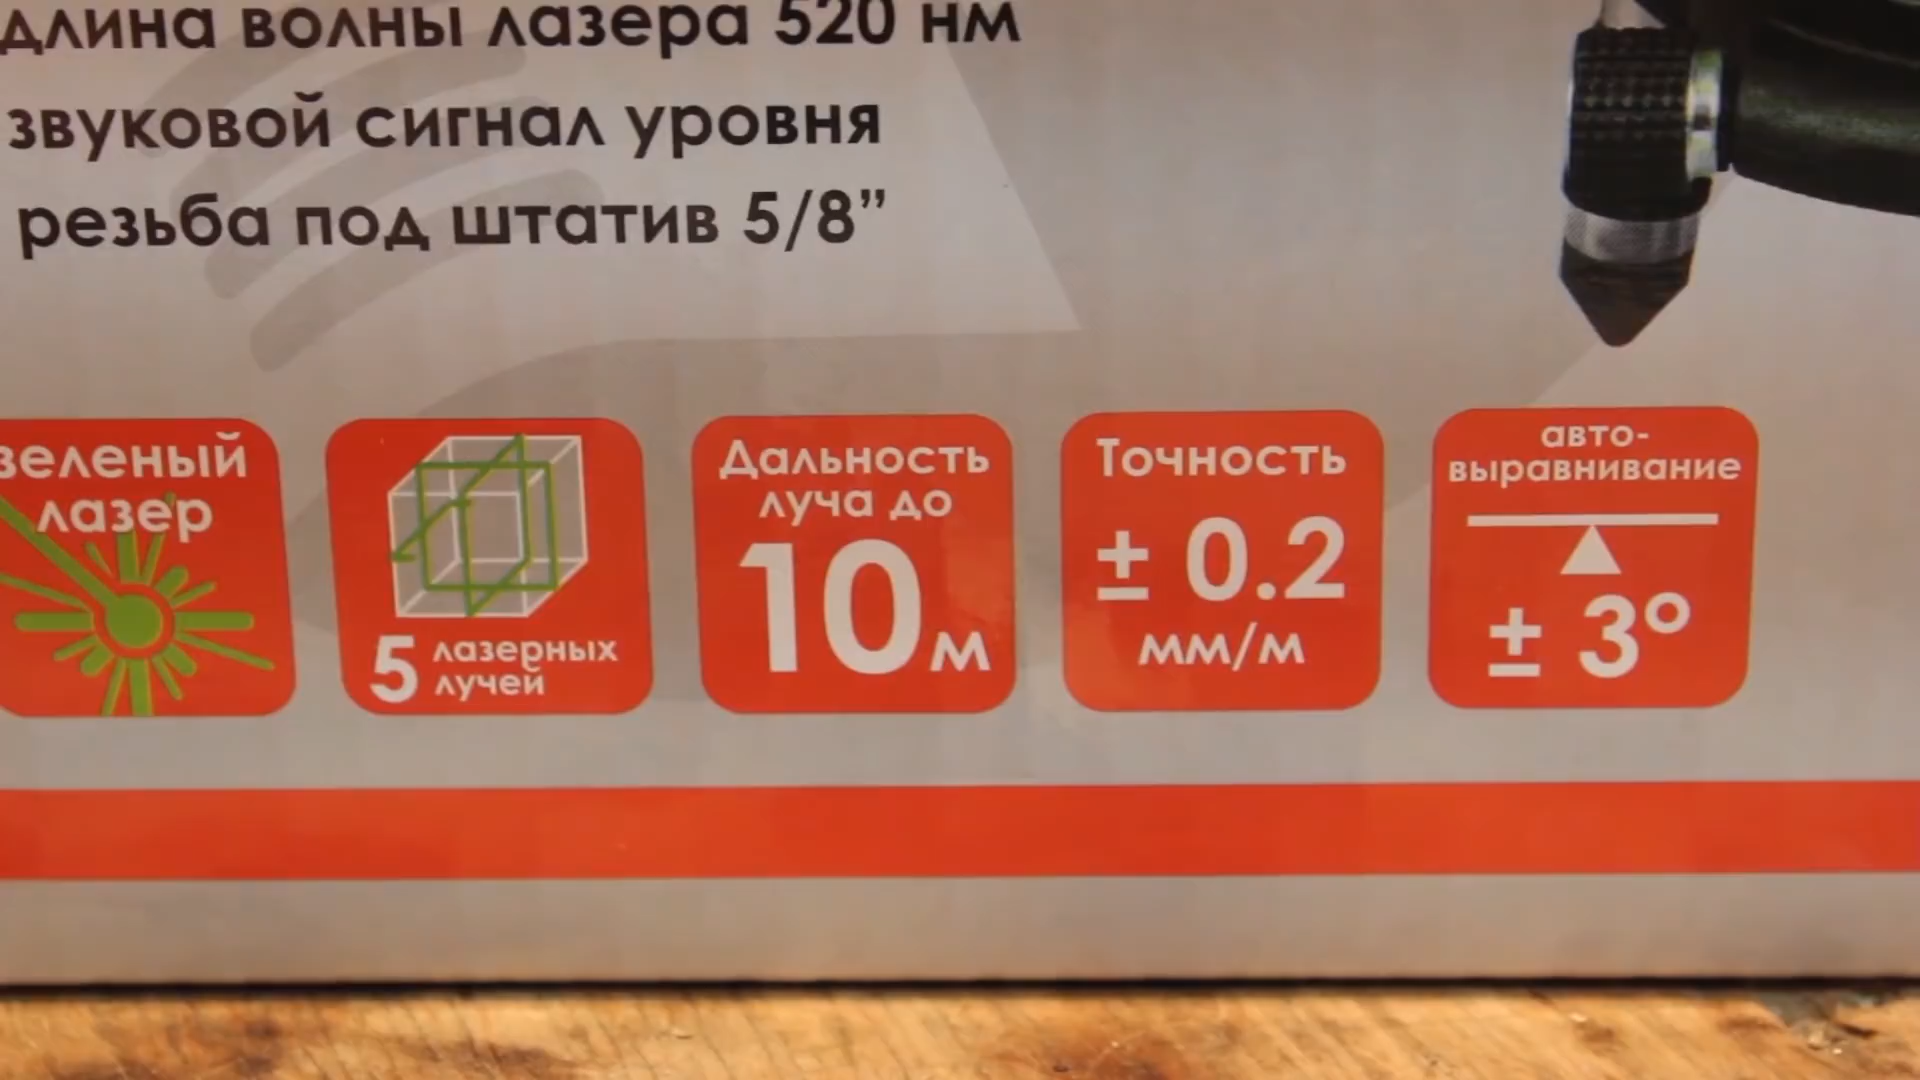 длина волны лазера 520 нм
звуковой сигнал уровня
резьба под штатив 5/8”
зеленый
лазер
5 лазерных
лучей
Дальность
луча до
10 м
Точность
± 0.2
мм/м
авто-
выравнивание
± 3°